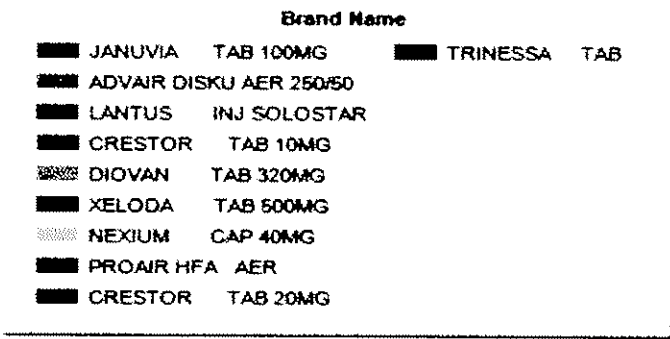 Brand Name
JANUVIA TAB 100MG TRINESSA TAB
ADVAIR DISKU AER 250/50
LANTUS INJ SOLOSTAR
CRESTOR TAB 10MG
DIOVAN TAB 320MG
XELODA TAB 500MG
NEXIUM CAP 40MG
PROAIR HFA AER
CRESTOR TAB 20MG